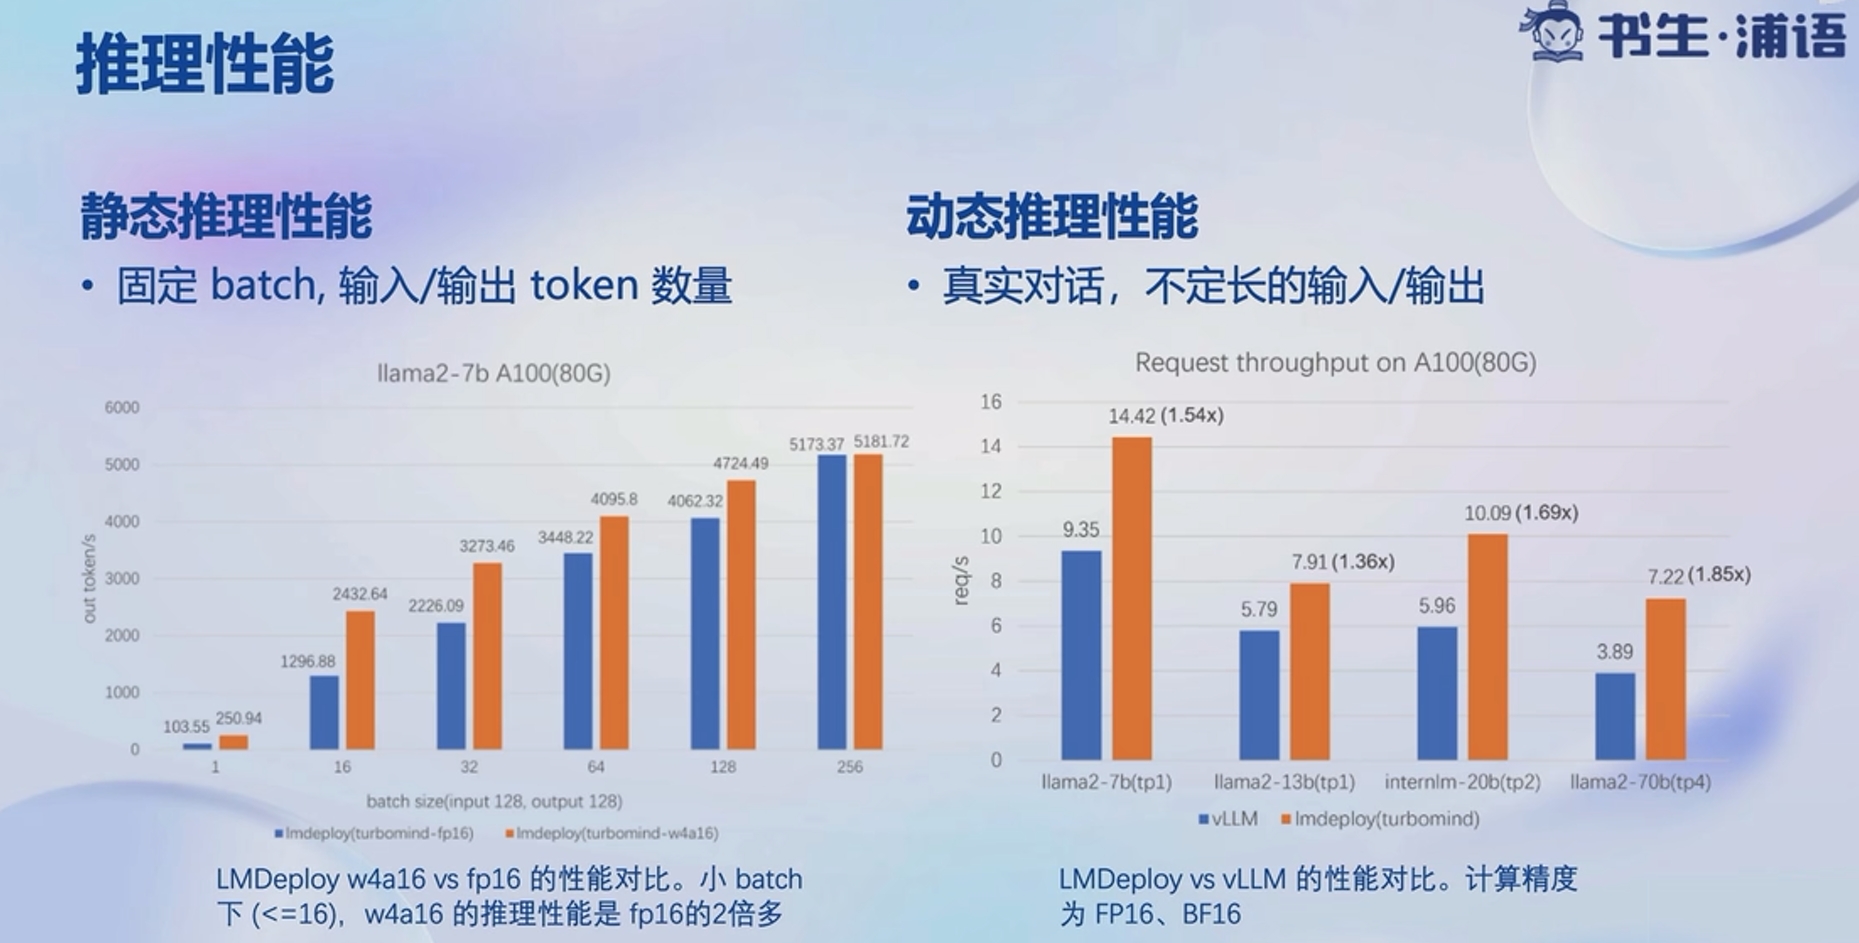 推理性能
书生·浦语
静态推理性能
• 固定 batch, 输入/输出 token 数量
llama2-7b A100(80G)
6000
5000
4000
3000
2000
1000
0
out token/s
103.55 250.94
1296.88
2432.64
2226.09
3273.46
3448.22
4095.8
4062.32
4724.49
5173.37 5181.72
1 16 32 64 128 256
batch size(input 128, output 128)
lmdeploy(turbomind-fp16) lmdeploy(turbomind-w4a16)
LMDeploy w4a16 vs fp16 的性能对比。小 batch
下 (<=16)，w4a16 的推理性能是 fp16的2倍多
动态推理性能
• 真实对话，不定长的输入/输出
Request throughput on A100(80G)
16
14
12
10
8
6
4
2
0
req/s
9.35
14.42 (1.54x)
5.79
7.91 (1.36x)
5.96
10.09 (1.69x)
3.89
7.22 (1.85x)
llama2-7b(tp1) llama2-13b(tp1) internlm-20b(tp2) llama2-70b(tp4)
vLLM lmdeploy(turbomind)
LMDeploy vs vLLM 的性能对比。计算精度
为 FP16、BF16